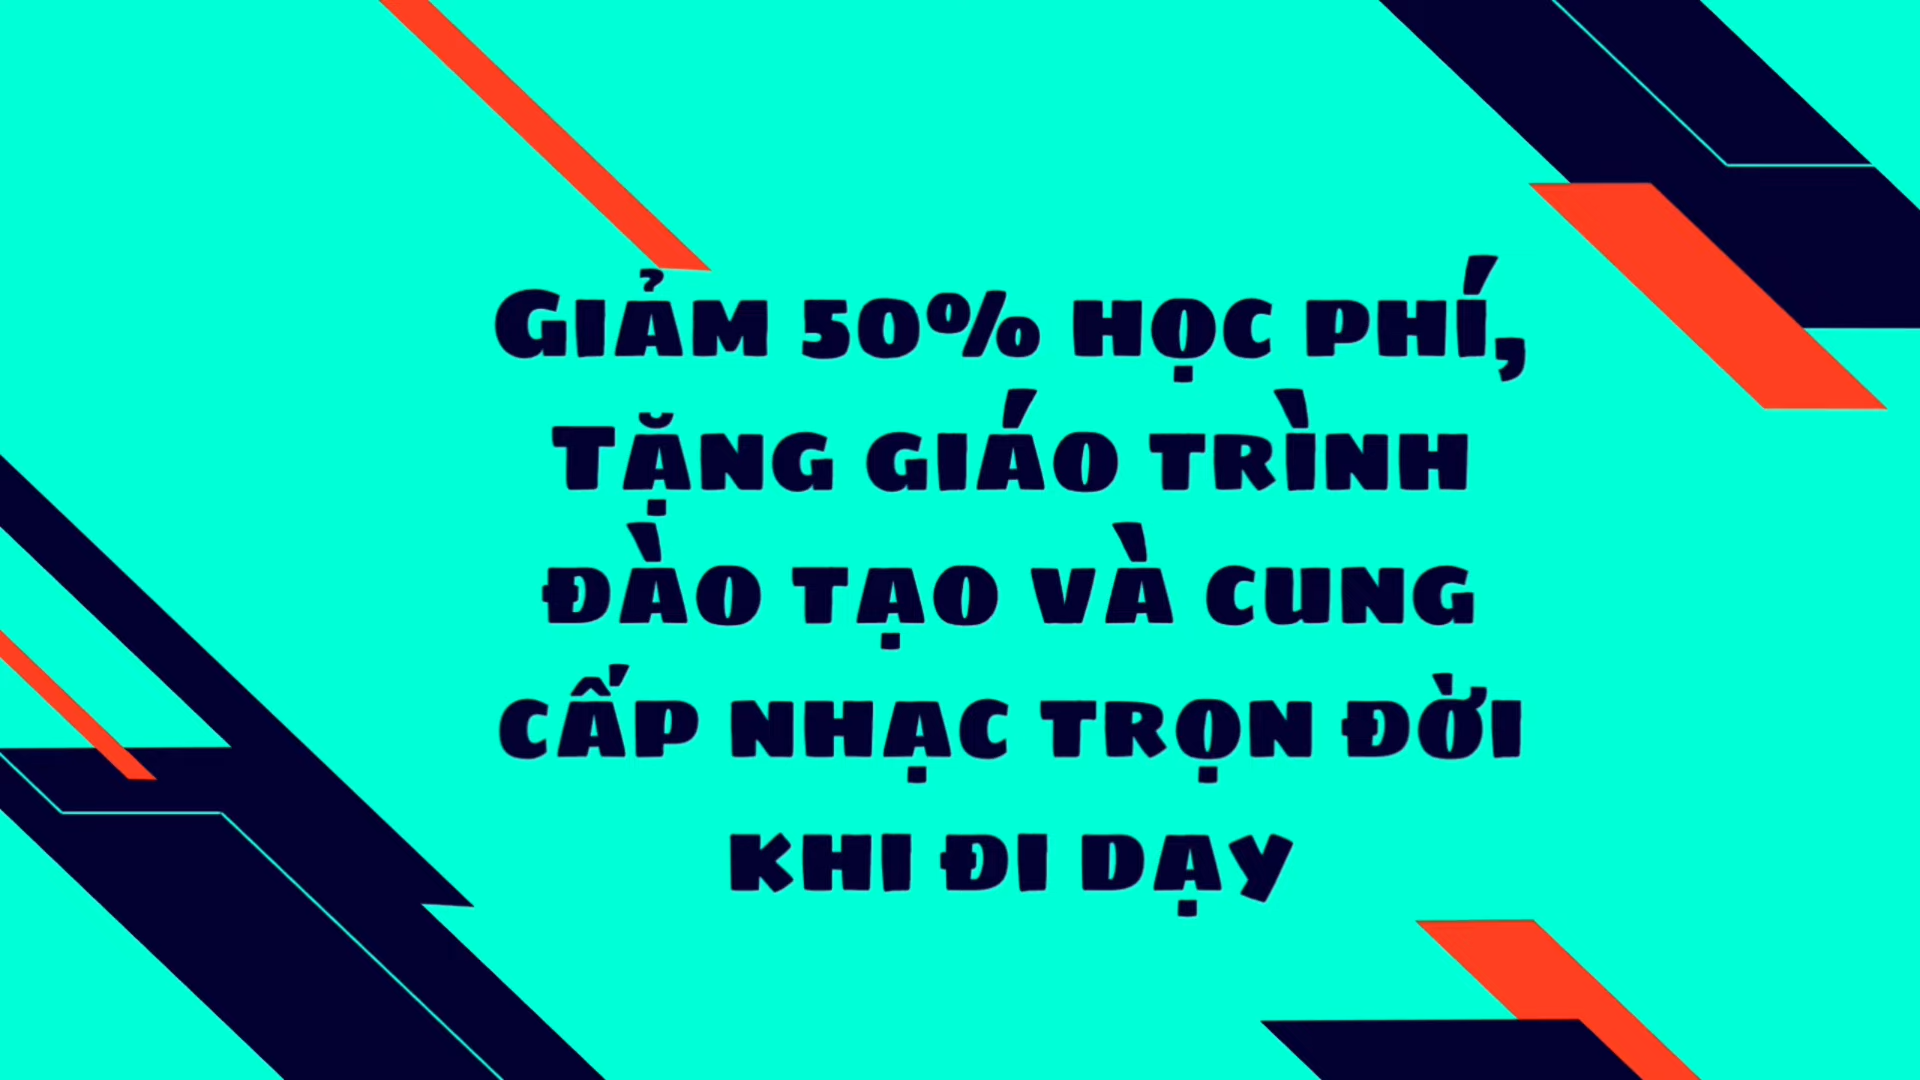 Giảm 50% học phí,
Tặng giáo trình
đào tạo và cung
cấp nhạc trọn đời
khi đi dạy